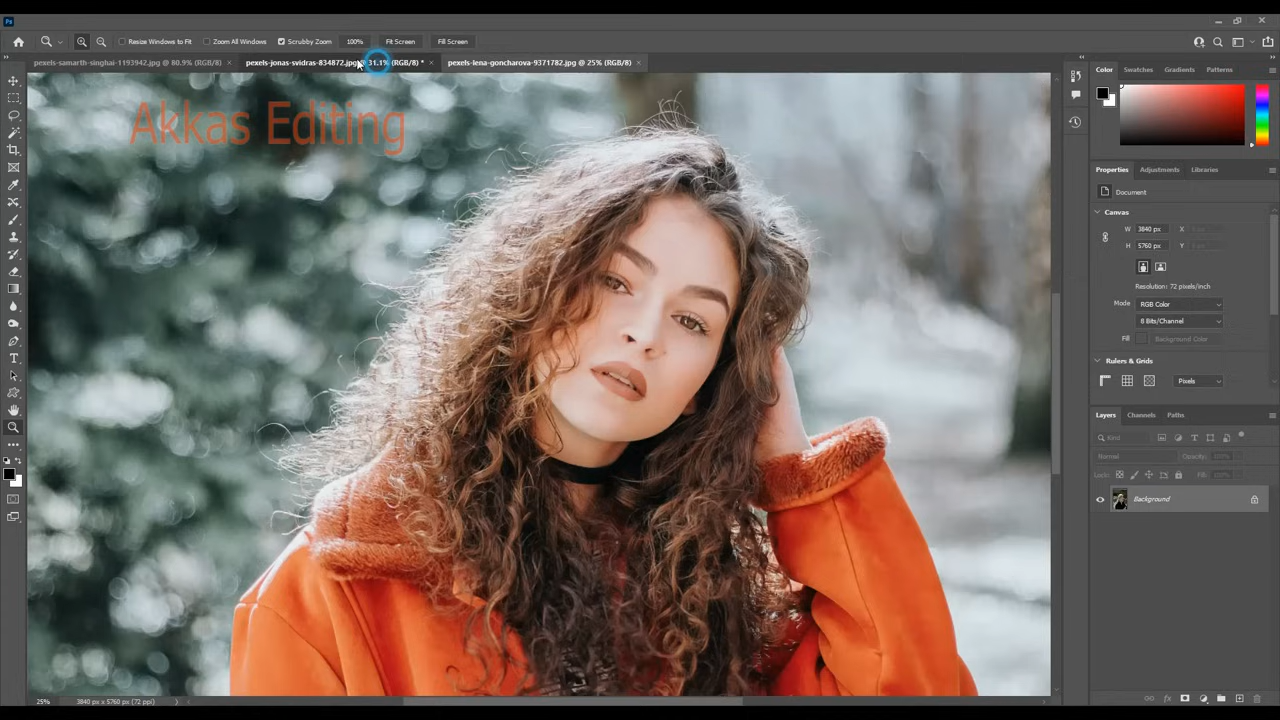 Ps
Resize Windows to Fit Zoom All Windows Scrubby Zoom 100% Fit Screen Fill Screen
pexels-samarth-singhai-1193942.jpg @ 80.9% (RGB/8) × pexels-jonas-svidras-834872.jpg @ 31.1% (RGB/8) * × pexels-lena-goncharova-9371782.jpg @ 25% (RGB/8) ×
Akkas Editing
Color Swatches Gradients Patterns
Properties Adjustments Libraries
Document
Canvas
W 3840 px X
H 5760 px Y
Resolution: 72 pixels/inch
Mode RGB Color
8 Bits/Channel
Fill Background Color
Rulers & Grids
Pixels
Layers Channels Paths
Kind
Normal Opacity: 100%
Lock: Fill: 100%
Background
25% 3840 px x 5760 px (72 ppi)